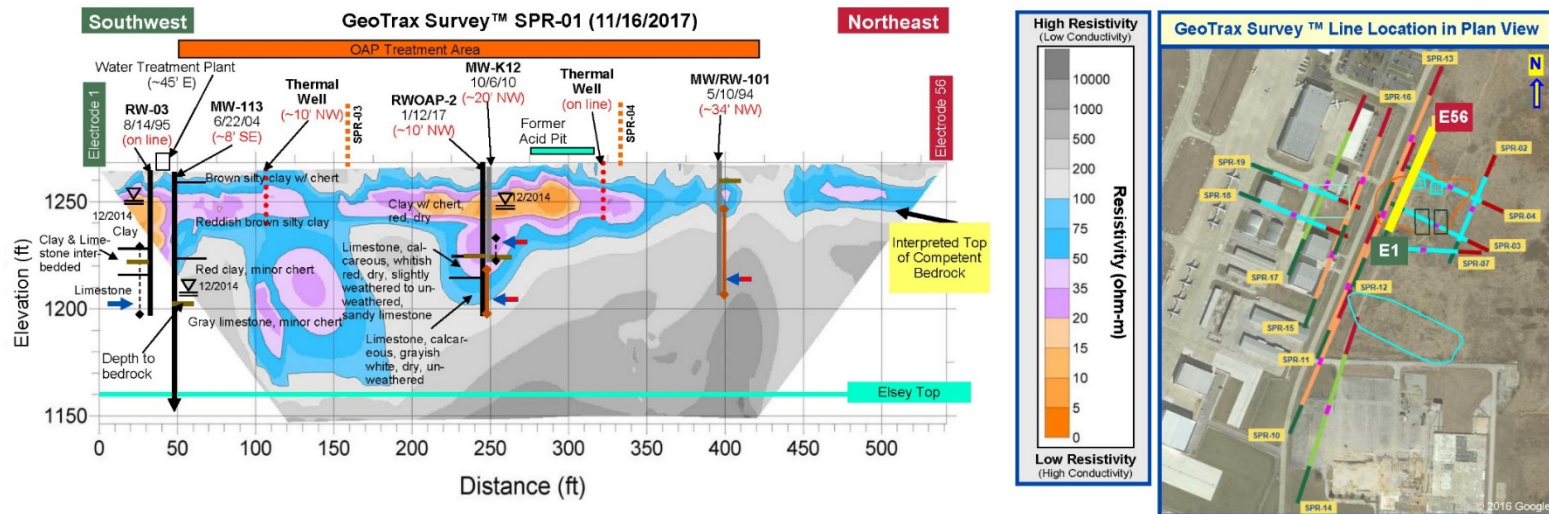 Southwest
GeoTrax Survey™ SPR-01 (11/16/2017)
Northeast
OAP Treatment Area
Water Treatment Plant
(~45' E)
Electrode 1
RW-03
8/14/95
(on line)
MW-113
6/22/04
(~8' SE)
Thermal
Well
(~10' NW)
SPR-03
RWOAP-2
1/12/17
(~10' NW)
MW-K12
10/6/10
(~20' NW)
Former
Acid Pit
Thermal
Well
(on line)
SPR-04
MW/RW-101
5/10/94
(~34' NW)
Electrode 56
Elevation (ft)
1250
1200
1150
Brown silty clay w/ chert
12/2014
Reddish brown silty clay
Clay
Clay & Lime-
stone inter-
bedded
Limestone
Red clay, minor chert
12/2014
Gray limestone, minor chert
Depth to
bedrock
Clay w/ chert,
red, dry
12/2014
Limestone, cal-
careous, whitish
red, dry, slightly
weathered to un-
weathered,
sandy limestone
Limestone, calcar-
eous, grayish
white, dry, un-
weathered
Interpreted Top
of Competent
Bedrock
Elsey Top
0 50 100 150 200 250 300 350 400 450 500
Distance (ft)
High Resistivity
(Low Conductivity)
10000
1000
500
200
100
75
50
35
20
15
10
5
0
Resistivity (ohm-m)
Low Resistivity
(High Conductivity)
GeoTrax Survey ™ Line Location in Plan View
N
SPR-13
SPR-16
E56
SPR-02
SPR-19
SPR-18
SPR-04
E1
SPR-03
SPR-07
SPR-17
SPR-12
SPR-15
SPR-11
SPR-10
SPR-14
© 2016 Google